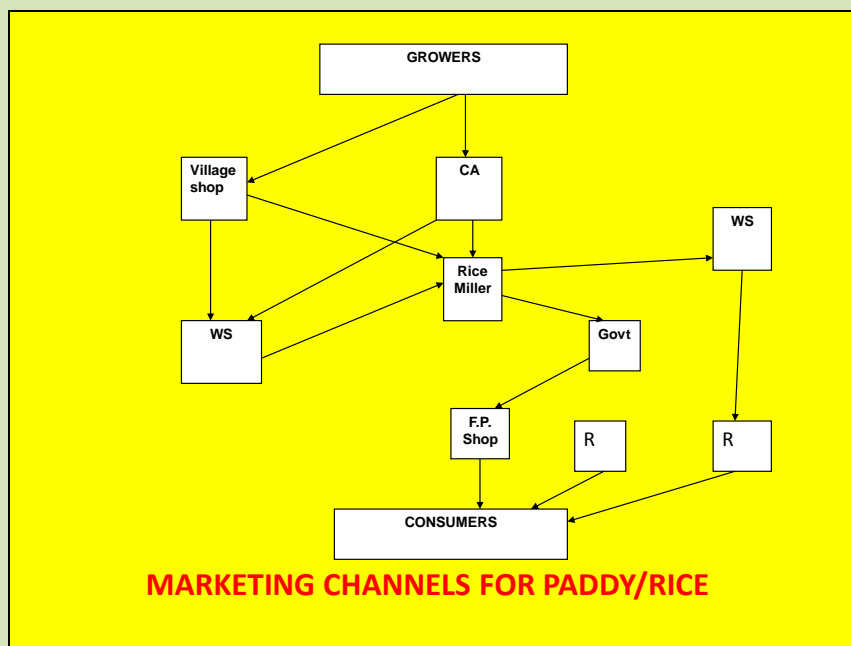 GROWERS
Village
shop
CA
WS
Rice
Miller
WS
Govt
F.P.
Shop
R
R
CONSUMERS
MARKETING CHANNELS FOR PADDY/RICE